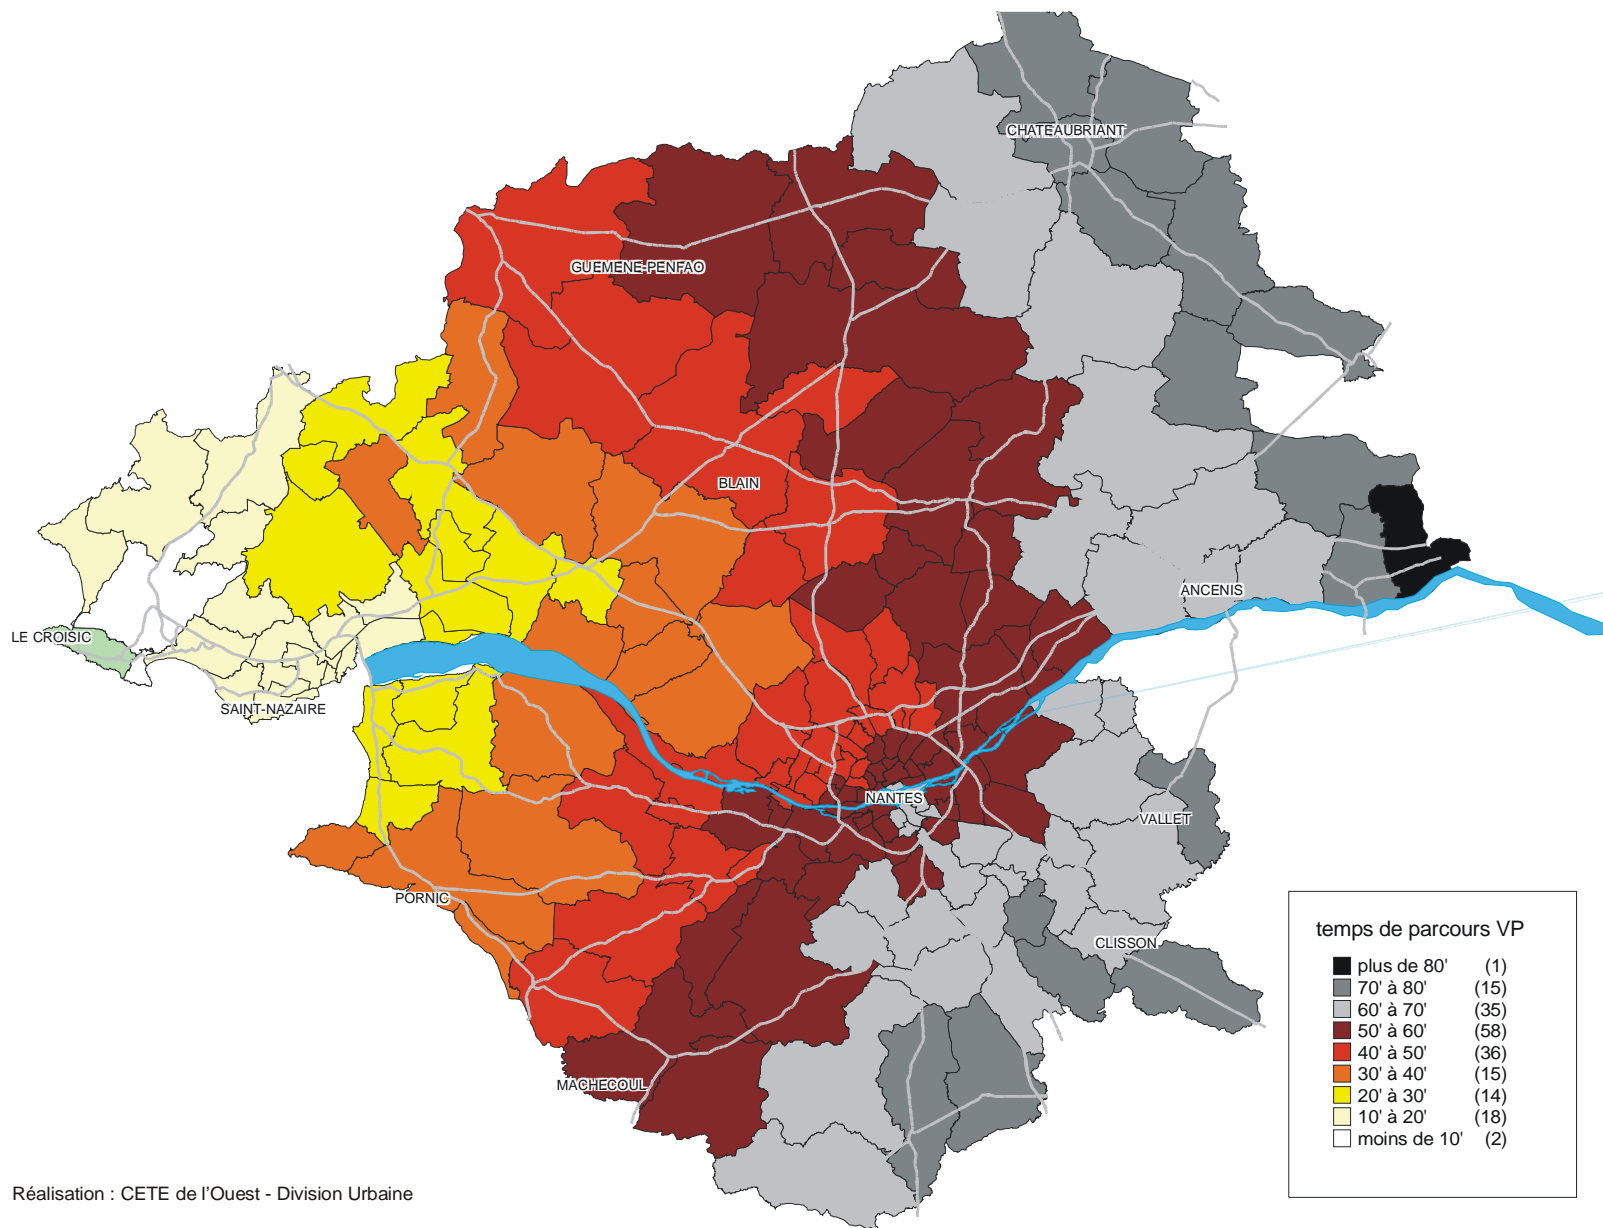 CHATEAUBRIANT
GUEMENE-PENFAO
BLAIN
ANCENIS
LE CROISIC
SAINT-NAZAIRE
NANTES
VALLET
PORNIC
CLISSON
MACHECOUL
temps de parcours VP
plus de 80' (1)
70' à 80' (15)
60' à 70' (35)
50' à 60' (58)
40' à 50' (36)
30' à 40' (15)
20' à 30' (14)
10' à 20' (18)
moins de 10' (2)
Réalisation : CETE de l'Ouest - Division Urbaine